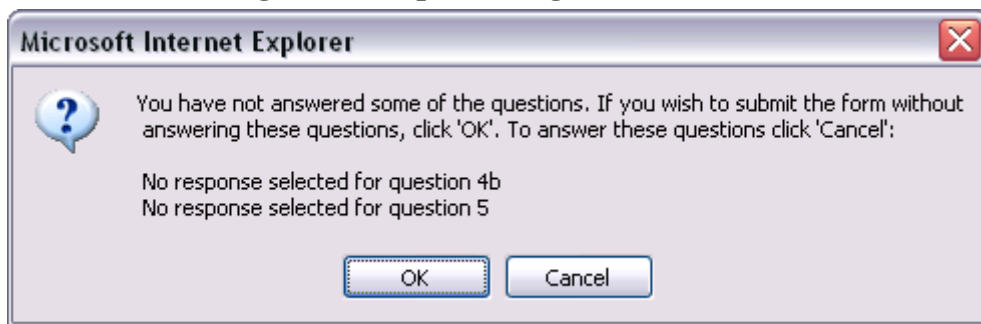 Microsoft Internet Explorer
You have not answered some of the questions. If you wish to submit the form without
answering these questions, click 'OK'. To answer these questions click 'Cancel':
No response selected for question 4b
No response selected for question 5
OK
Cancel